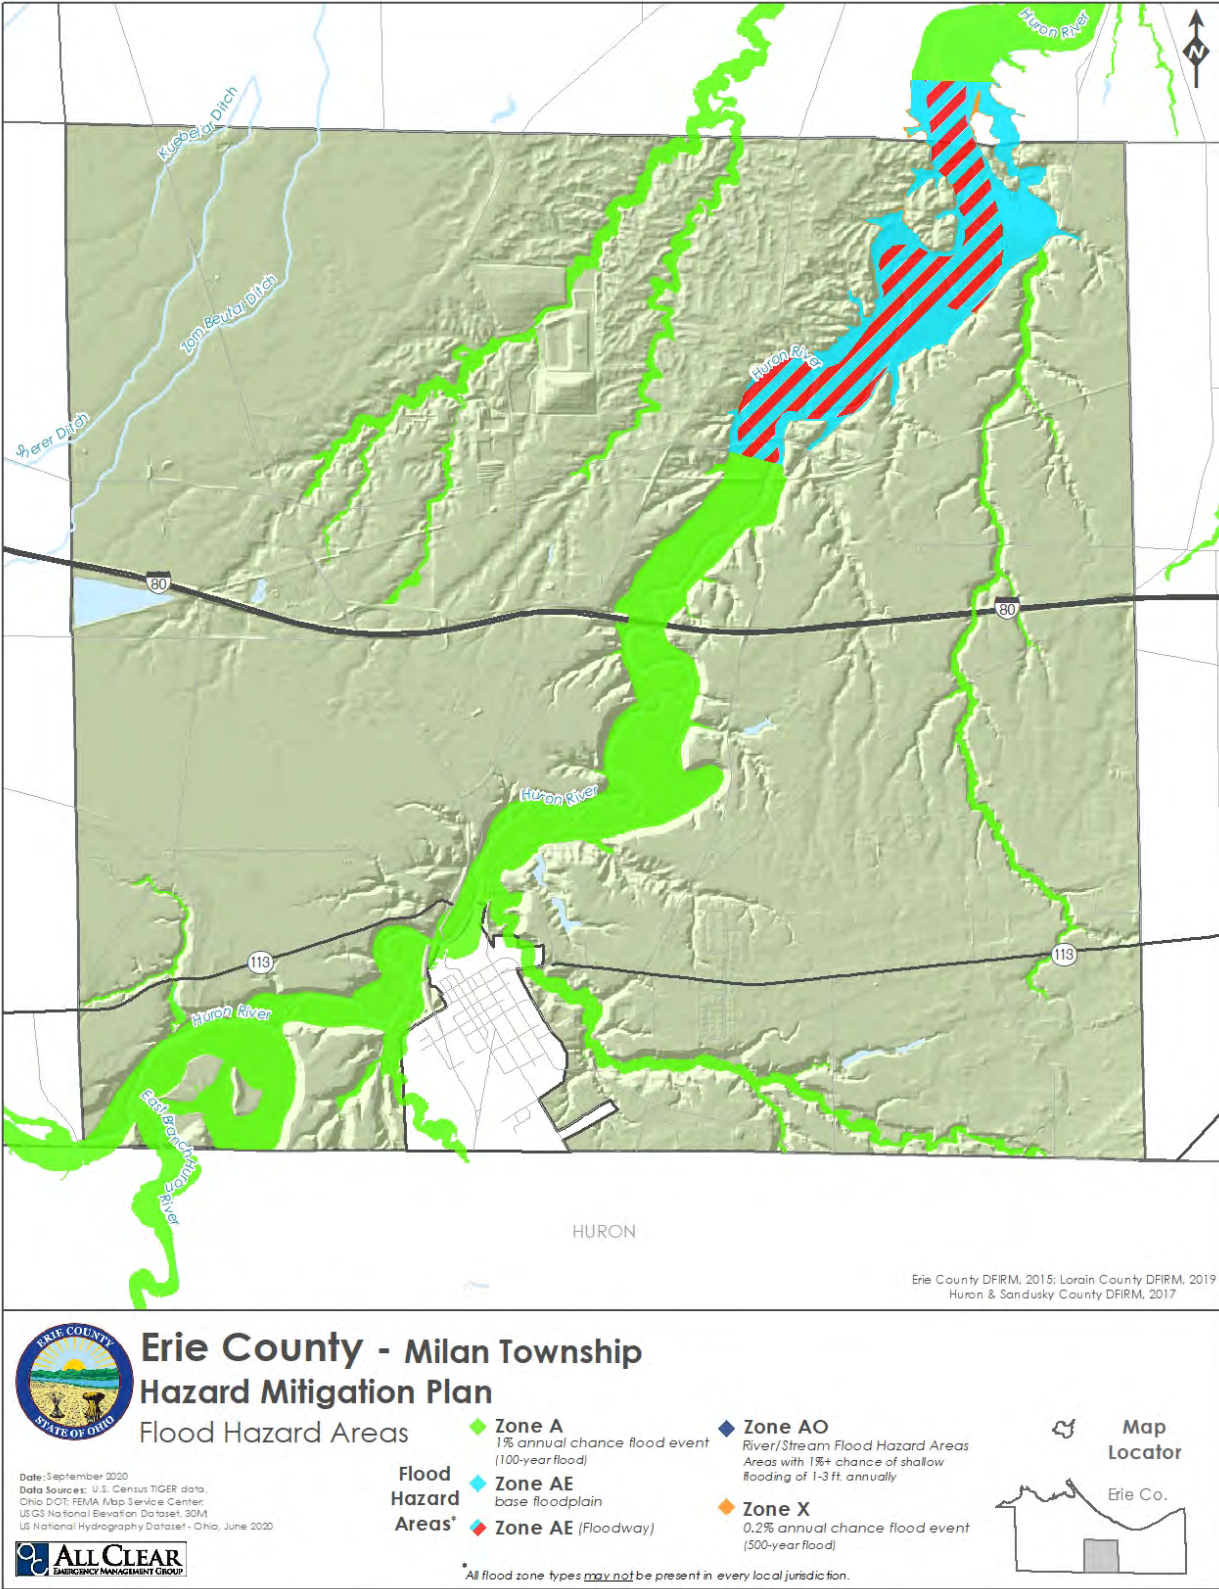 Huron River
N
Kuebelar Ditch
Zorn Beutal Ditch
Sherer Ditch
Huron River
80
80
Huron River
113
113
Huron River
East Branch Huron River
HURON
Erie County DFIRM, 2015; Lorain County DFIRM, 2019
Huron & Sandusky County DFIRM, 2017
ERIE COUNTY
STATE OF OHIO
Erie County - Milan Township
Hazard Mitigation Plan
Flood Hazard Areas
Date: September 2020
Data Sources: U.S. Census TIGER data,
Ohio DOT; FEMA Map Service Center;
USGS National Elevation Dataset, 30M;
US National Hydrography Dataset - Ohio, June 2020
ALL CLEAR
EMERGENCY MANAGEMENT GROUP
Flood
Hazard
Areas*
Zone A
1% annual chance flood event
(100-year flood)
Zone AE
base floodplain
Zone AE (Floodway)
Zone AO
River/Stream Flood Hazard Areas
Areas with 1%+ chance of shallow
flooding of 1-3 ft. annually
Zone X
0.2% annual chance flood event
(500-year flood)
*All flood zone types may not be present in every local jurisdiction.
Map
Locator
Erie Co.